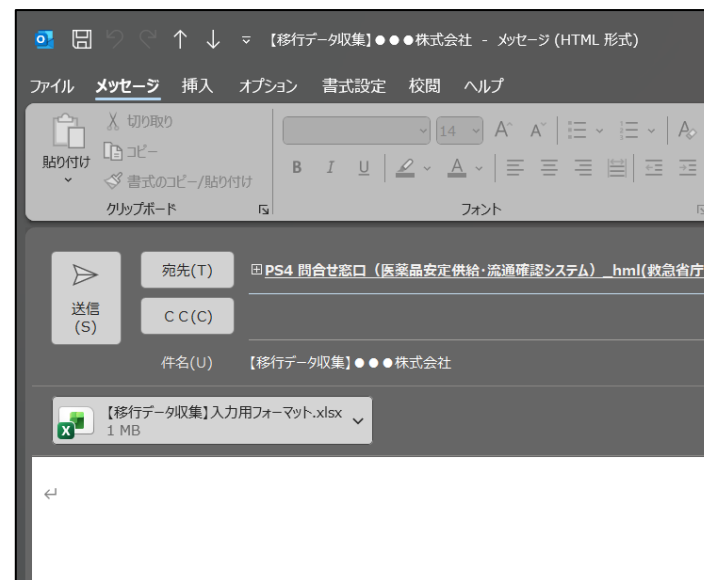 【移行データ収集】●●●株式会社 - メッセージ (HTML 形式)
ファイル メッセージ 挿入 オプション 書式設定 校閲 ヘルプ
貼り付け
切り取り
コピー
書式のコピー/貼り付け
クリップボード
14
A A A
B I U A
フォント
送信
(S)
宛先(T)
PS4 問合せ窓口（医薬品安定供給・流通確認システム）_hml(救急省庁
C C(C)
件名(U)
【移行データ収集】●●●株式会社
【移行データ収集】入力用フォーマット.xlsx
1 MB